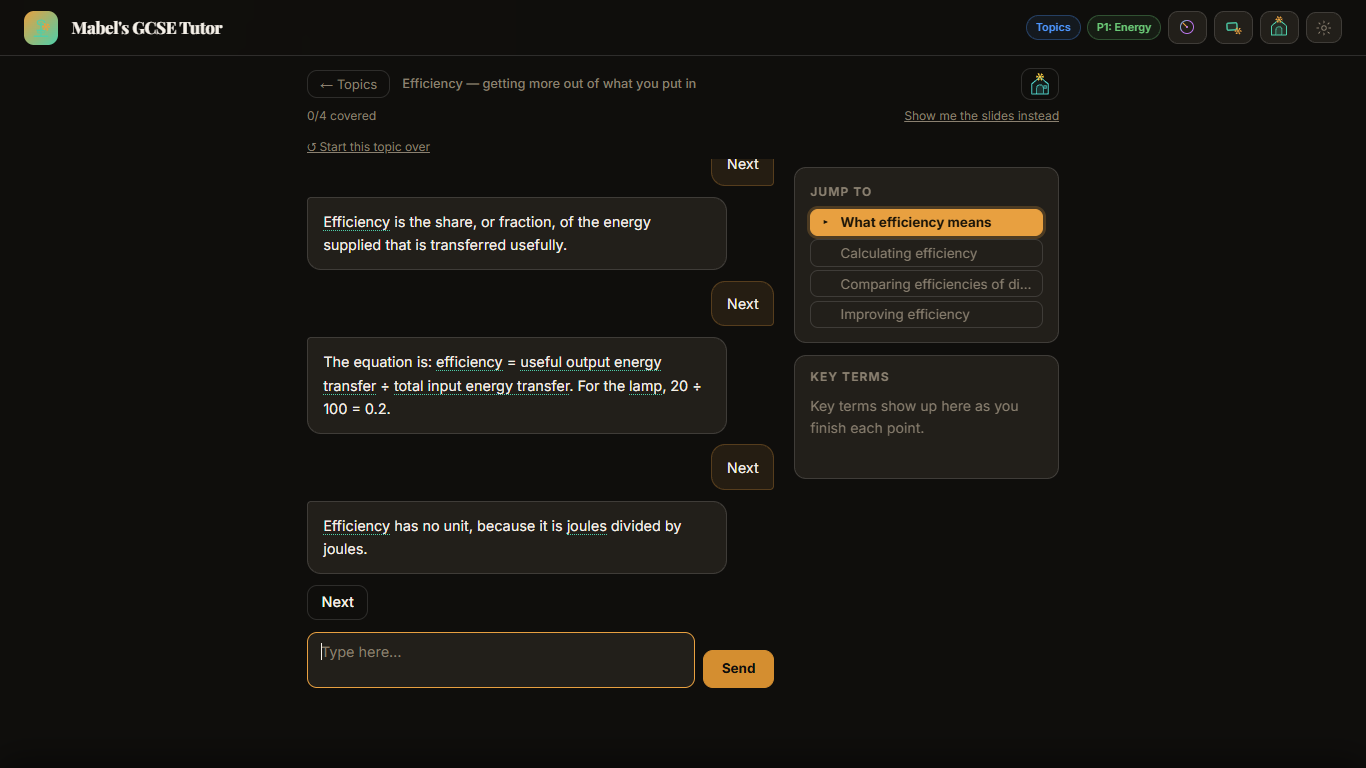 Mabel's GCSE Tutor
Topics
P1: Energy
← Topics
Efficiency — getting more out of what you put in
0/4 covered
Show me the slides instead
↺ Start this topic over
Next
Efficiency is the share, or fraction, of the energy
supplied that is transferred usefully.
Next
The equation is: efficiency = useful output energy
transfer ÷ total input energy transfer. For the lamp, 20 ÷
100 = 0.2.
Next
Efficiency has no unit, because it is joules divided by
joules.
Next
Type here...
Send
JUMP TO
▸ What efficiency means
Calculating efficiency
Comparing efficiencies of di...
Improving efficiency
KEY TERMS
Key terms show up here as you
finish each point.